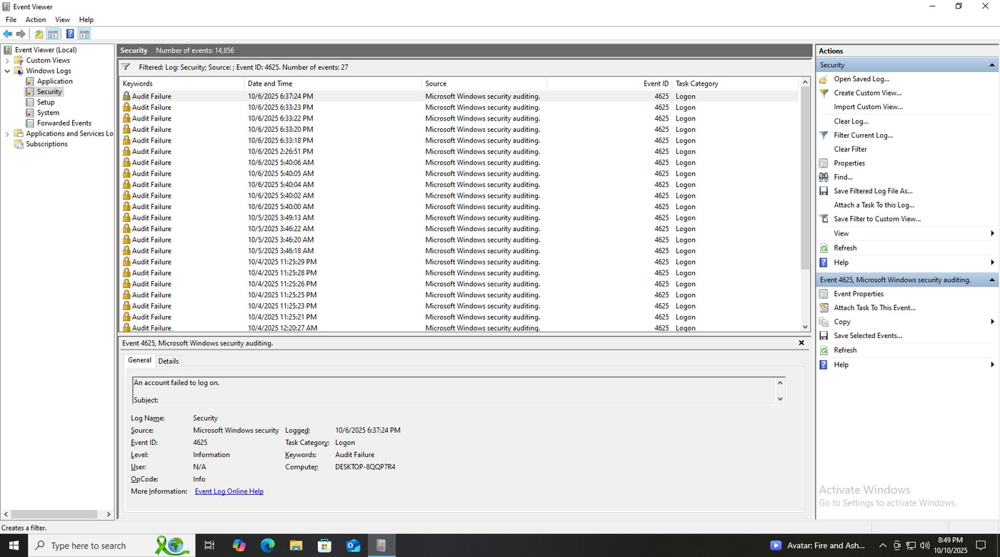 Event Viewer
File Action View Help
Event Viewer (Local)
Custom Views
Windows Logs
Application
Security
Setup
System
Forwarded Events
Applications and Services Lo
Subscriptions
Security Number of events: 14,856
Filtered: Log: Security; Source: ; Event ID: 4625. Number of events: 27
Keywords Date and Time Source Event ID Task Category
Audit Failure 10/6/2025 6:37:24 PM Microsoft Windows security auditing. 4625 Logon
Audit Failure 10/6/2025 6:33:23 PM Microsoft Windows security auditing. 4625 Logon
Audit Failure 10/6/2025 6:33:22 PM Microsoft Windows security auditing. 4625 Logon
Audit Failure 10/6/2025 6:33:20 PM Microsoft Windows security auditing. 4625 Logon
Audit Failure 10/6/2025 6:33:18 PM Microsoft Windows security auditing. 4625 Logon
Audit Failure 10/6/2025 2:26:51 PM Microsoft Windows security auditing. 4625 Logon
Audit Failure 10/6/2025 5:40:06 AM Microsoft Windows security auditing. 4625 Logon
Audit Failure 10/6/2025 5:40:05 AM Microsoft Windows security auditing. 4625 Logon
Audit Failure 10/6/2025 5:40:04 AM Microsoft Windows security auditing. 4625 Logon
Audit Failure 10/6/2025 5:40:02 AM Microsoft Windows security auditing. 4625 Logon
Audit Failure 10/6/2025 5:40:00 AM Microsoft Windows security auditing. 4625 Logon
Audit Failure 10/5/2025 3:49:13 AM Microsoft Windows security auditing. 4625 Logon
Audit Failure 10/5/2025 3:46:22 AM Microsoft Windows security auditing. 4625 Logon
Audit Failure 10/5/2025 3:46:20 AM Microsoft Windows security auditing. 4625 Logon
Audit Failure 10/5/2025 3:46:18 AM Microsoft Windows security auditing. 4625 Logon
Audit Failure 10/4/2025 11:25:29 PM Microsoft Windows security auditing. 4625 Logon
Audit Failure 10/4/2025 11:25:28 PM Microsoft Windows security auditing. 4625 Logon
Audit Failure 10/4/2025 11:25:26 PM Microsoft Windows security auditing. 4625 Logon
Audit Failure 10/4/2025 11:25:25 PM Microsoft Windows security auditing. 4625 Logon
Audit Failure 10/4/2025 11:25:23 PM Microsoft Windows security auditing. 4625 Logon
Audit Failure 10/4/2025 11:25:21 PM Microsoft Windows security auditing. 4625 Logon
Audit Failure 10/4/2025 12:20:27 AM Microsoft Windows security auditing. 4625 Logon
Event 4625, Microsoft Windows security auditing.
General Details
An account failed to log on.
Subject:
Log Name: Security
Source: Microsoft Windows security Logged: 10/6/2025 6:37:24 PM
Event ID: 4625 Task Category: Logon
Level: Information Keywords: Audit Failure
User: N/A Computer: DESKTOP-8QQP7R4
OpCode: Info
More Information: Event Log Online Help
Actions
Security
Open Saved Log...
Create Custom View...
Import Custom View...
Clear Log...
Filter Current Log...
Clear Filter
Properties
Find...
Save Filtered Log File As...
Attach a Task To this Log...
Save Filter to Custom View...
View
Refresh
Help
Event 4625, Microsoft Windows security auditing.
Event Properties
Attach Task To This Event...
Copy
Save Selected Events...
Refresh
Help
Activate Windows
Go to Settings to activate Windows.
Creates a filter.
Type here to search
Avatar: Fire and Ash...
8:49 PM
10/10/2025